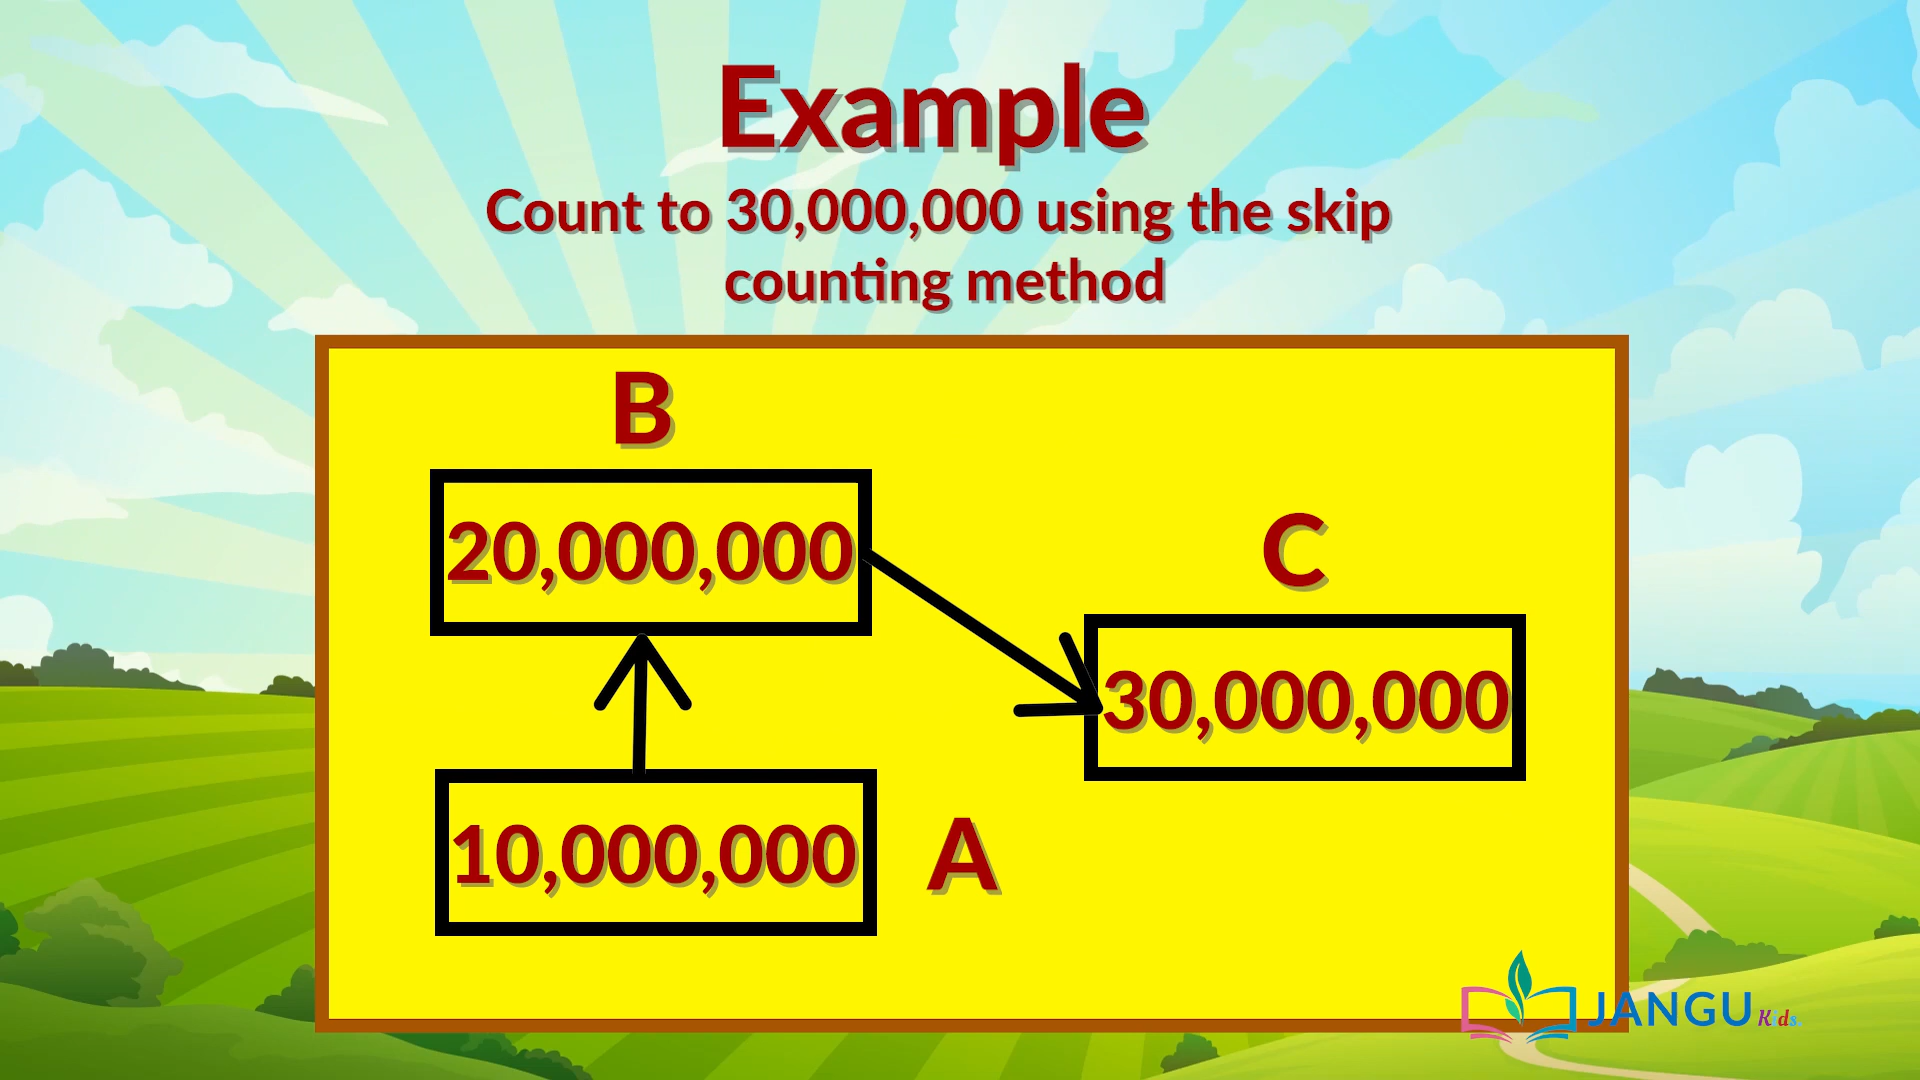 Example
Count to 30,000,000 using the skip
counting method
B
20,000,000
C
30,000,000
10,000,000
A
JANGU Kids.